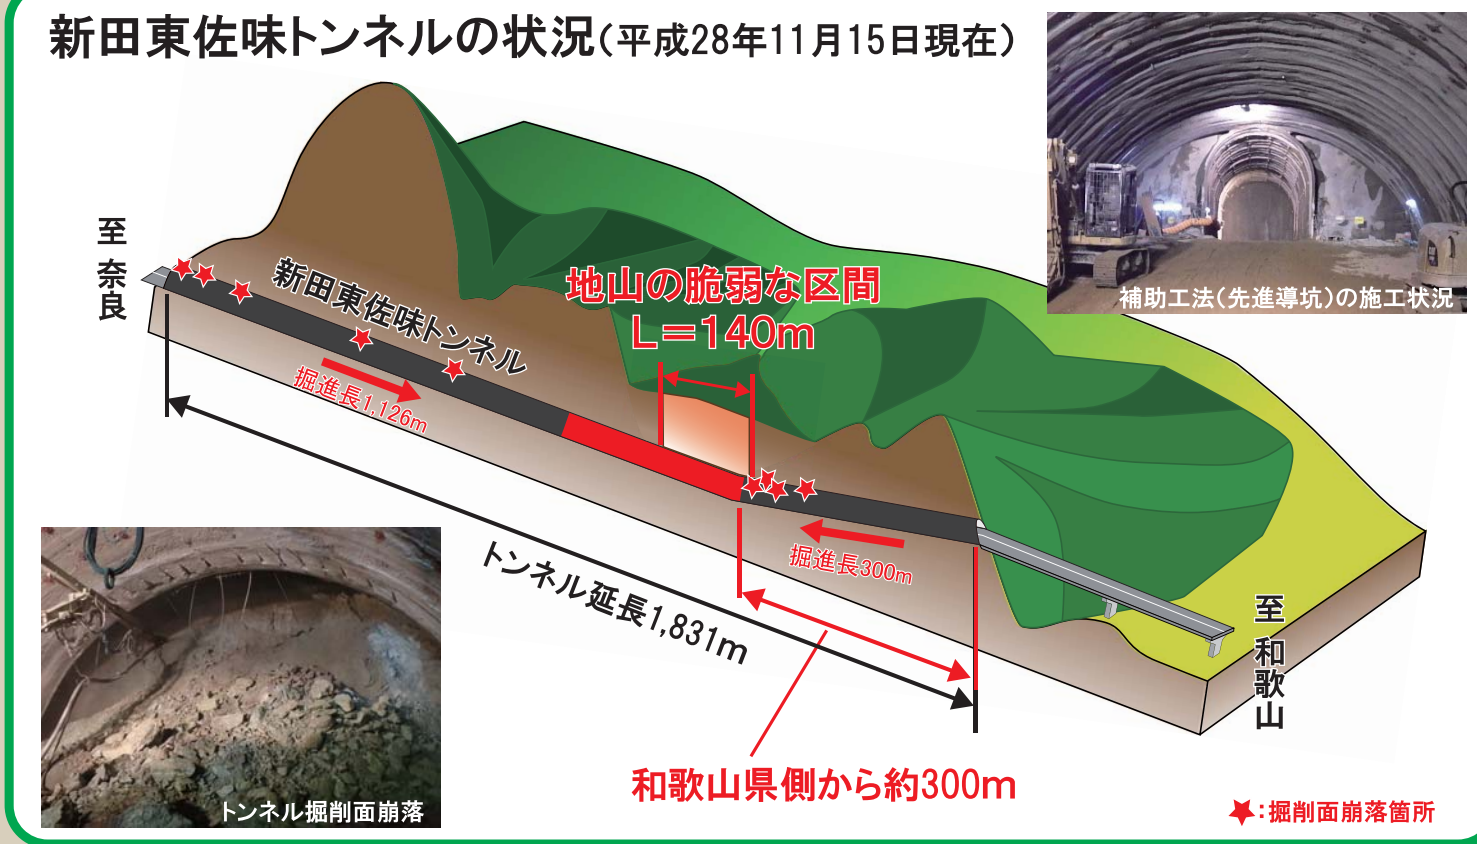 新田東佐味トンネルの状況(平成28年11月15日現在)
補助工法(先進導坑)の施工状況
至 奈良
新田東佐味トンネル
地山の脆弱な区間
L=140m
掘進長1,126m
掘進長300m
トンネル延長1,831m
至 和歌山
和歌山県側から約300m
トンネル掘削面崩落
★:掘削面崩落箇所